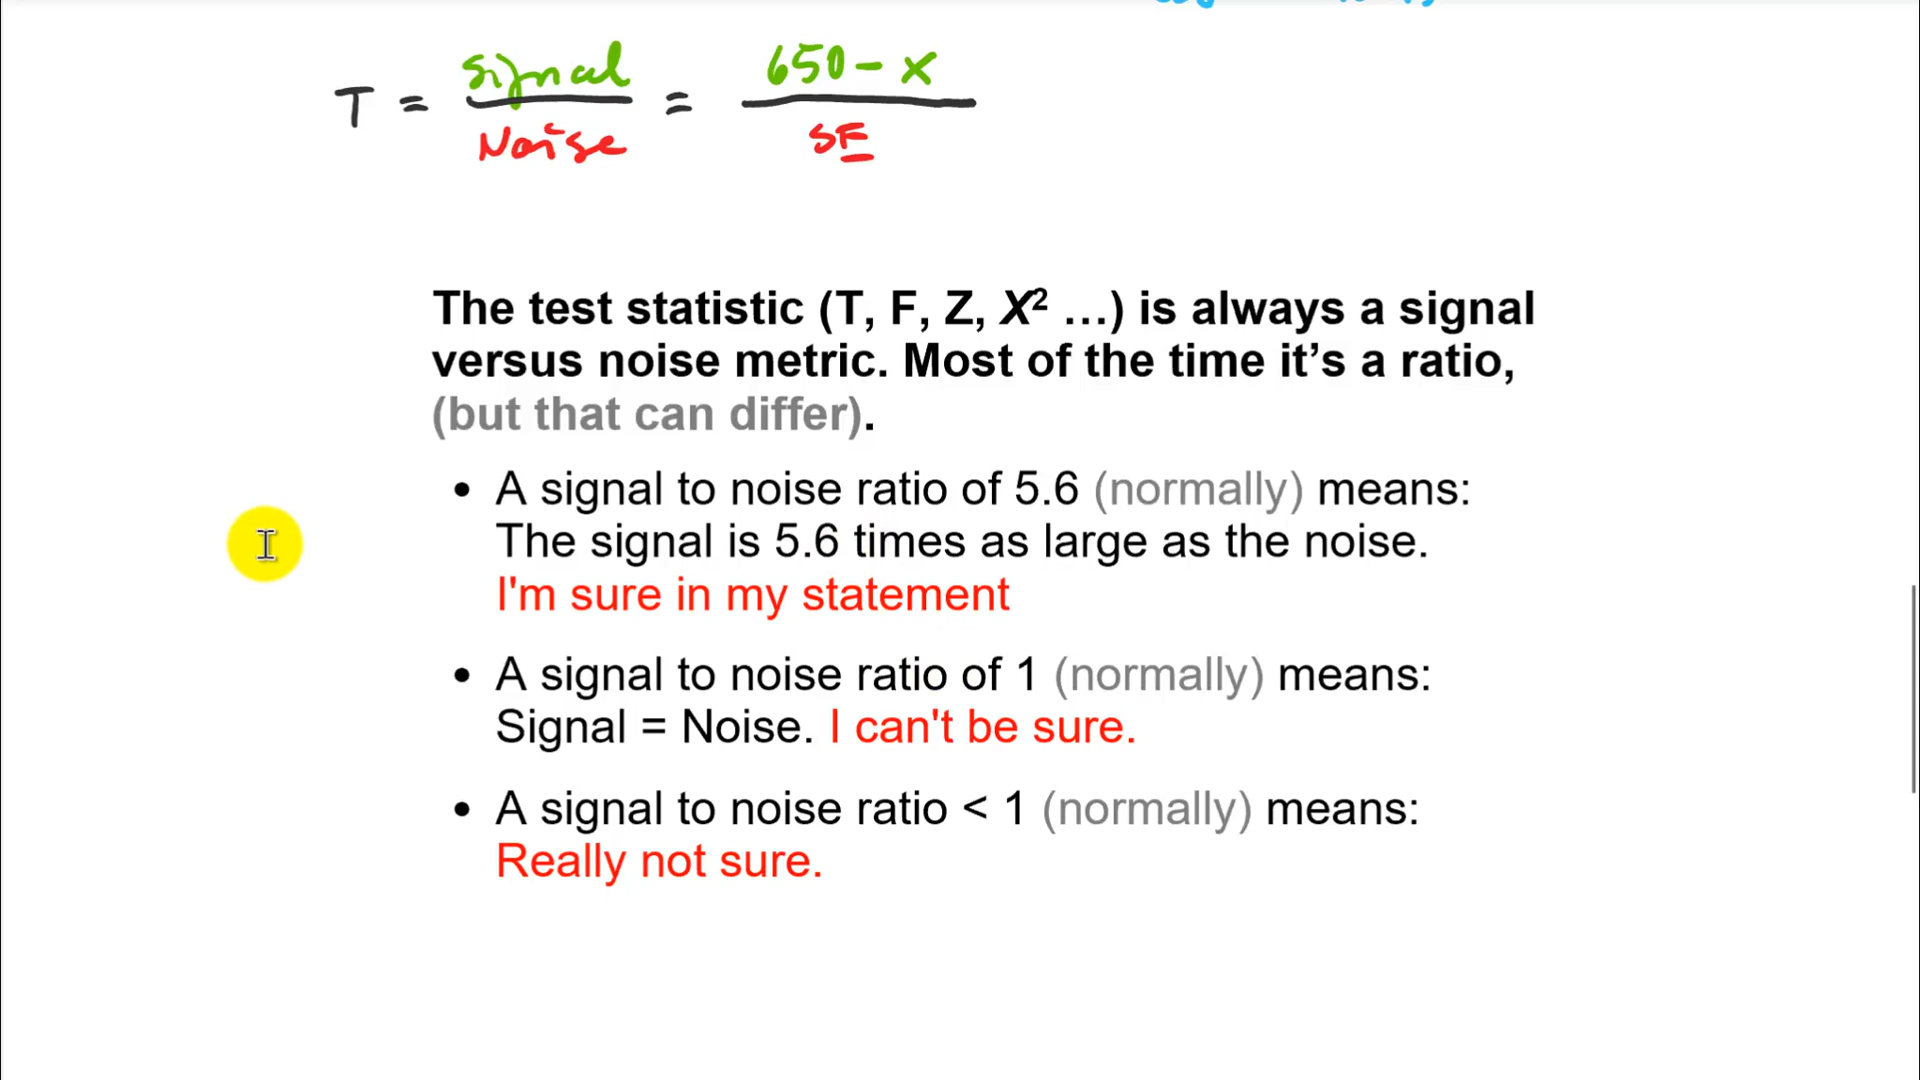 T = Signal / Noise = 650 - x / SE
The test statistic (T, F, Z, X² …) is always a signal
versus noise metric. Most of the time it’s a ratio,
(but that can differ).
• A signal to noise ratio of 5.6 (normally) means:
The signal is 5.6 times as large as the noise.
I'm sure in my statement
• A signal to noise ratio of 1 (normally) means:
Signal = Noise. I can't be sure.
• A signal to noise ratio < 1 (normally) means:
Really not sure.